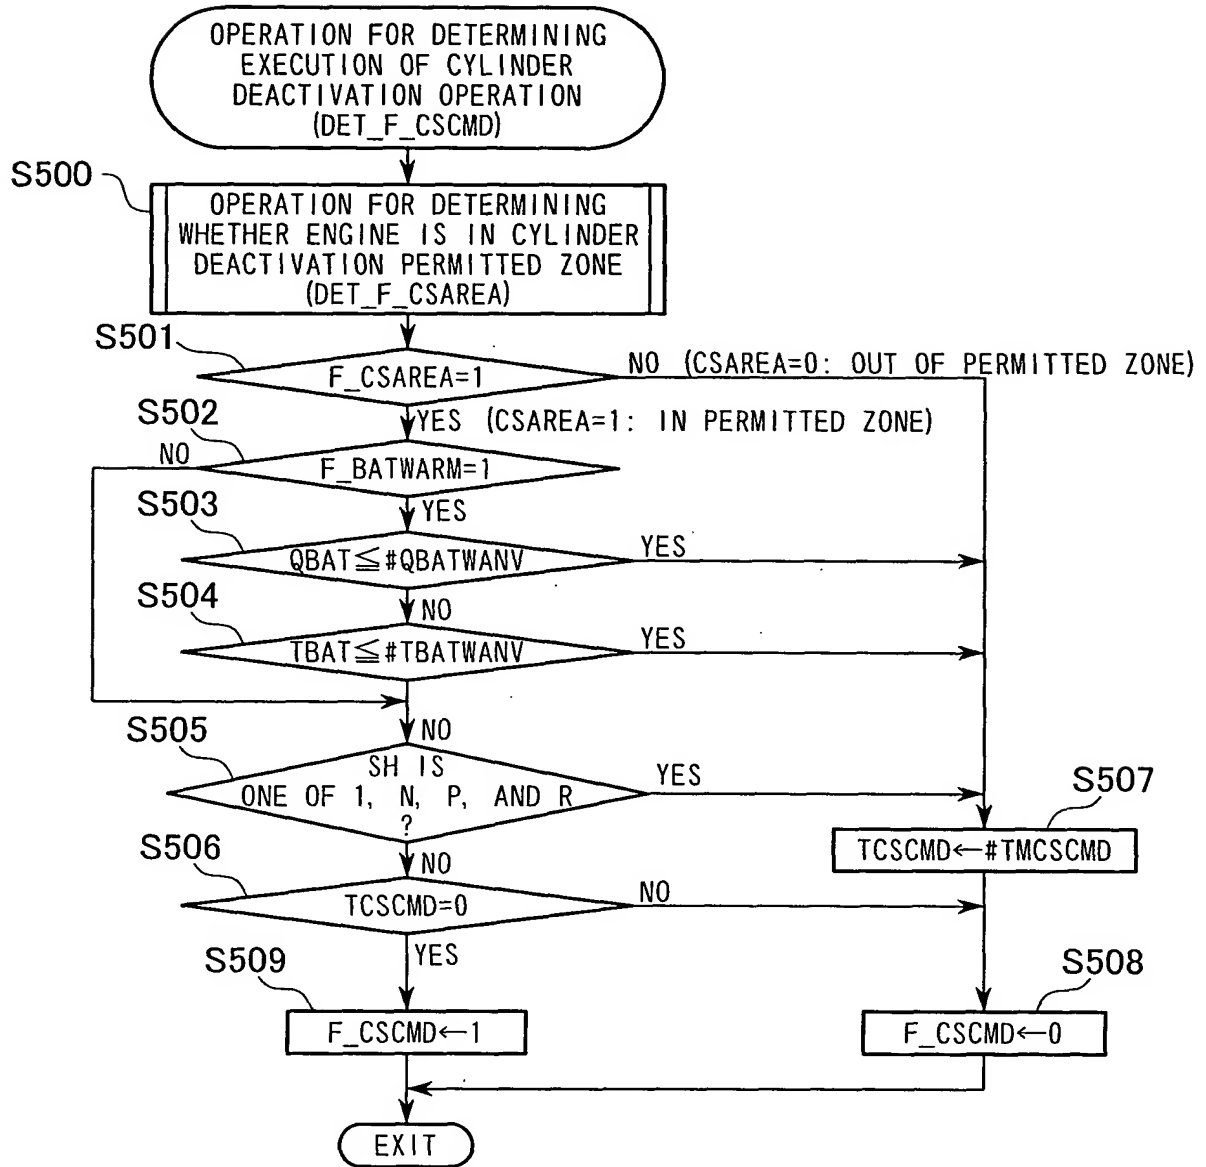 OPERATION FOR DETERMINING
EXECUTION OF CYLINDER
DEACTIVATION OPERATION
(DET_F_CSCMD)
S500
OPERATION FOR DETERMINING
WHETHER ENGINE IS IN CYLINDER
DEACTIVATION PERMITTED ZONE
(DET_F_CSAREA)
S501
F_CSAREA=1
NO (CSAREA=0: OUT OF PERMITTED ZONE)
YES (CSAREA=1: IN PERMITTED ZONE)
S502
NO
F_BATWARM=1
YES
S503
QBAT≦#QBATWANV
YES
NO
S504
TBAT≦#TBATWANV
YES
NO
S505
SH IS
ONE OF 1, N, P, AND R
?
YES
S507
TCSCMD←#TMCSCMD
NO
S506
TCSCMD=0
NO
YES
S509
F_CSCMD←1
S508
F_CSCMD←0
EXIT